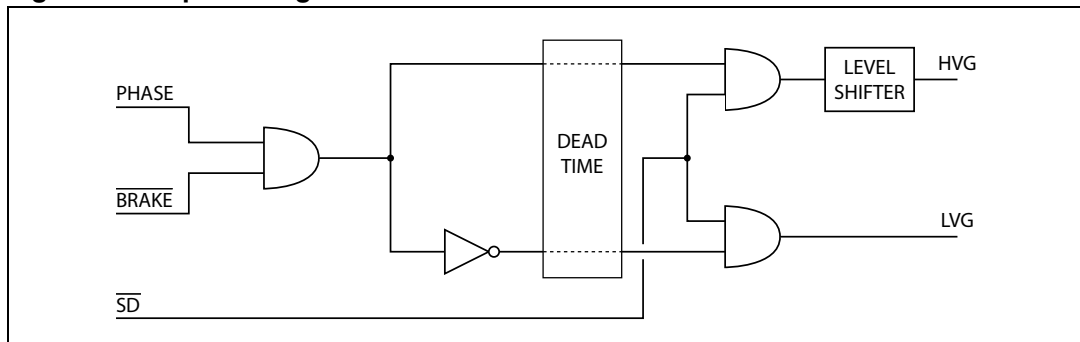 PHASE
BRAKE
SD
DEAD
TIME
LEVEL
SHIFTER
HVG
LVG